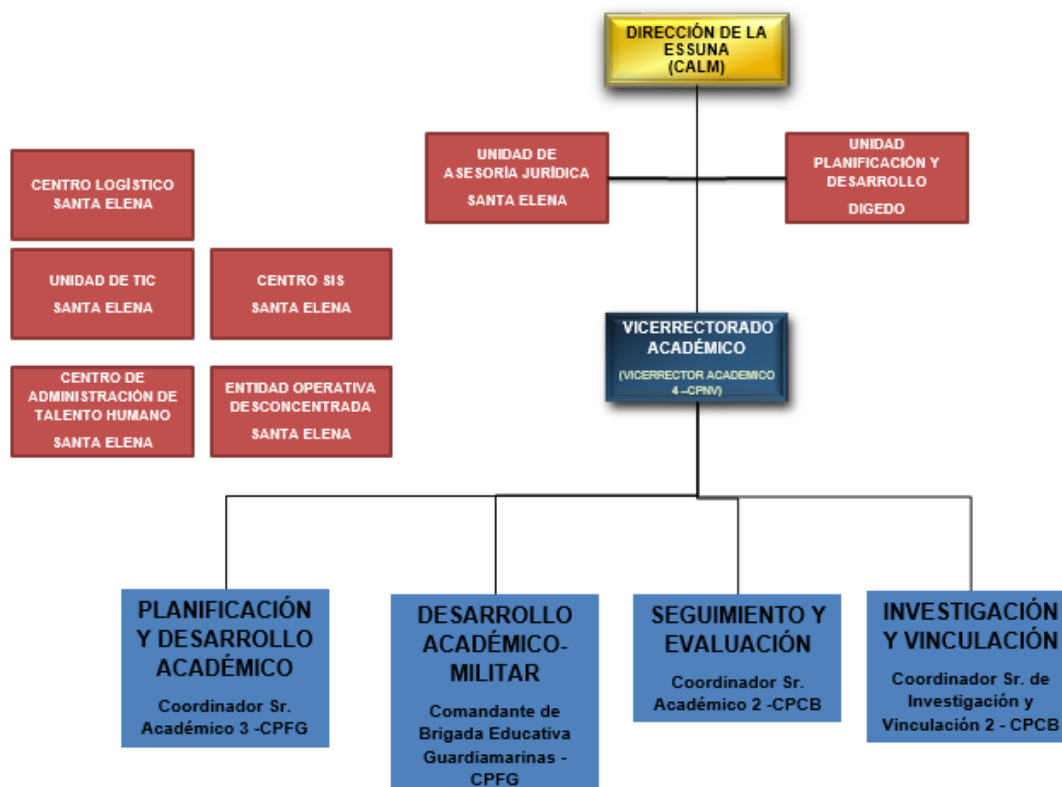 DIRECCIÓN DE LA
ESSUNA
(CALM)
UNIDAD DE
ASESORÍA JURÍDICA
SANTA ELENA
UNIDAD
PLANIFICACIÓN Y
DESARROLLO
DIGEDO
CENTRO LOGÍSTICO
SANTA ELENA
UNIDAD DE TIC
SANTA ELENA
CENTRO SIS
SANTA ELENA
CENTRO DE
ADMINISTRACIÓN DE
TALENTO HUMANO
SANTA ELENA
ENTIDAD OPERATIVA
DESCONCENTRADA
SANTA ELENA
VICERRECTORADO
ACADÉMICO
(VICERRECTOR ACADEMICO
4 –CPNV)
PLANIFICACIÓN
Y DESARROLLO
ACADÉMICO
Coordinador Sr.
Académico 3 -CPFG
DESARROLLO
ACADÉMICO-
MILITAR
Comandante de
Brigada Educativa
Guardiamarinas -
CPFG
SEGUIMIENTO Y
EVALUACIÓN
Coordinador Sr.
Académico 2 -CPCB
INVESTIGACIÓN
Y VINCULACIÓN
Coordinador Sr. de
Investigación y
Vinculación 2 - CPCB